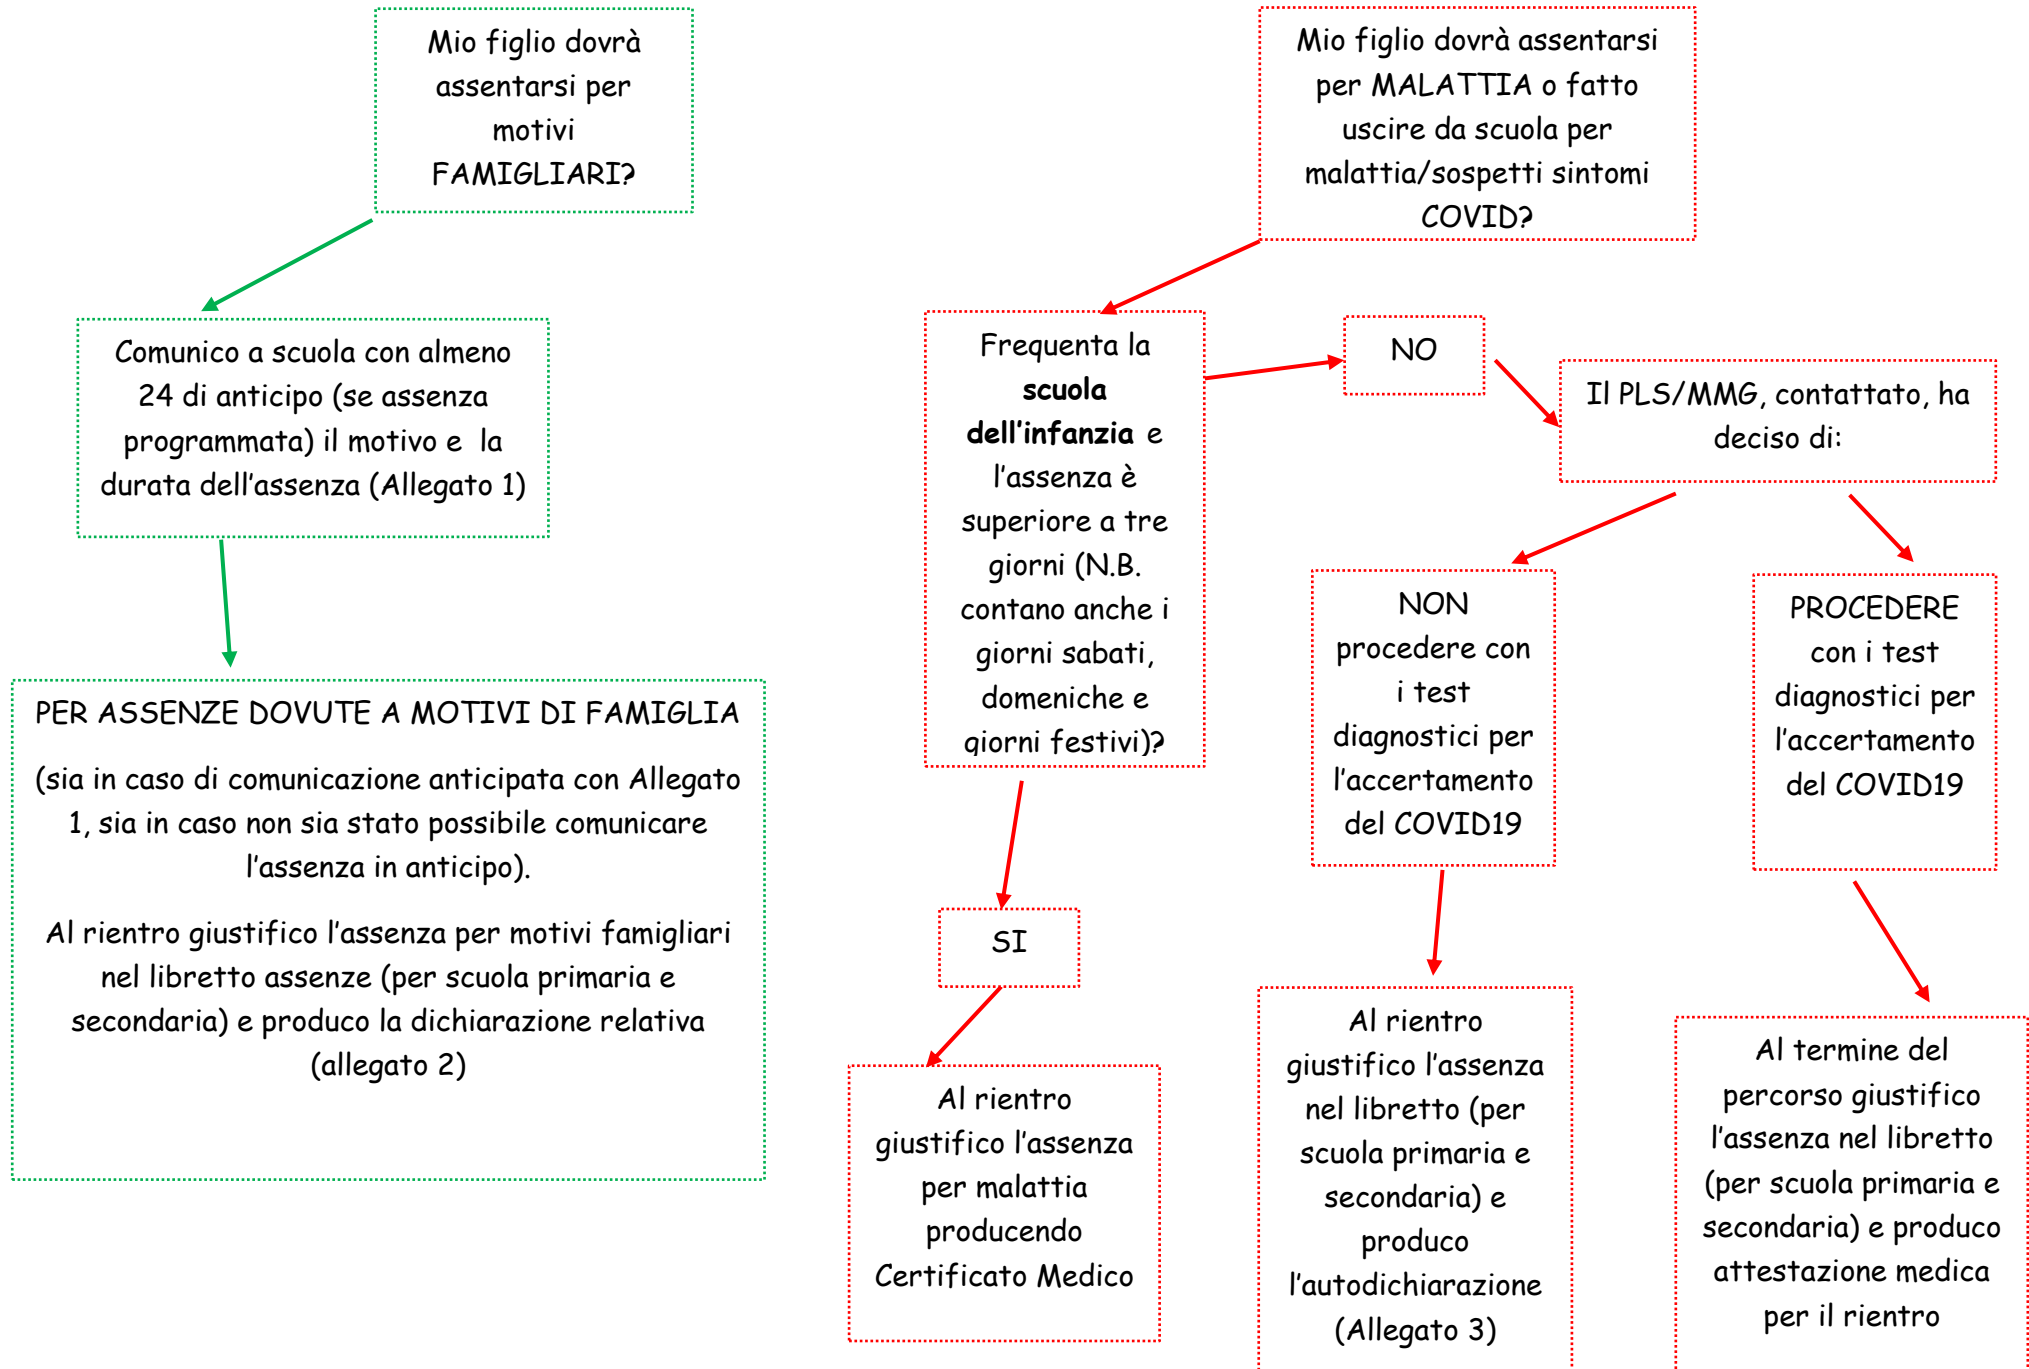 Mio figlio dovrà
assentarsi per
motivi
FAMIGLIARI?
Comunico a scuola con almeno
24 di anticipo (se assenza
programmata) il motivo e la
durata dell'assenza (Allegato 1)
PER ASSENZE DOVUTE A MOTIVI DI FAMIGLIA
(sia in caso di comunicazione anticipata con Allegato
1, sia in caso non sia stato possibile comunicare
l'assenza in anticipo).
Al rientro giustifico l'assenza per motivi famigliari
nel libretto assenze (per scuola primaria e
secondaria) e produco la dichiarazione relativa
(allegato 2)
Mio figlio dovrà assentarsi
per MALATTIA o fatto
uscire da scuola per
malattia/sospetti sintomi
COVID?
Frequenta la
scuola
dell'infanzia e
l'assenza è
superiore a tre
giorni (N.B.
contano anche i
giorni sabati,
domeniche e
giorni festivi)?
SI
Al rientro
giustifico l'assenza
per malattia
producendo
Certificato Medico
NO
Il PLS/MMG, contattato, ha
deciso di:
NON
procedere con
i test
diagnostici per
l'accertamento
del COVID19
Al rientro
giustifico l'assenza
nel libretto (per
scuola primaria e
secondaria) e
produco
l'autodichiarazione
(Allegato 3)
PROCEDERE
con i test
diagnostici per
l'accertamento
del COVID19
Al termine del
percorso giustifico
l'assenza nel libretto
(per scuola primaria e
secondaria) e produco
attestazione medica
per il rientro